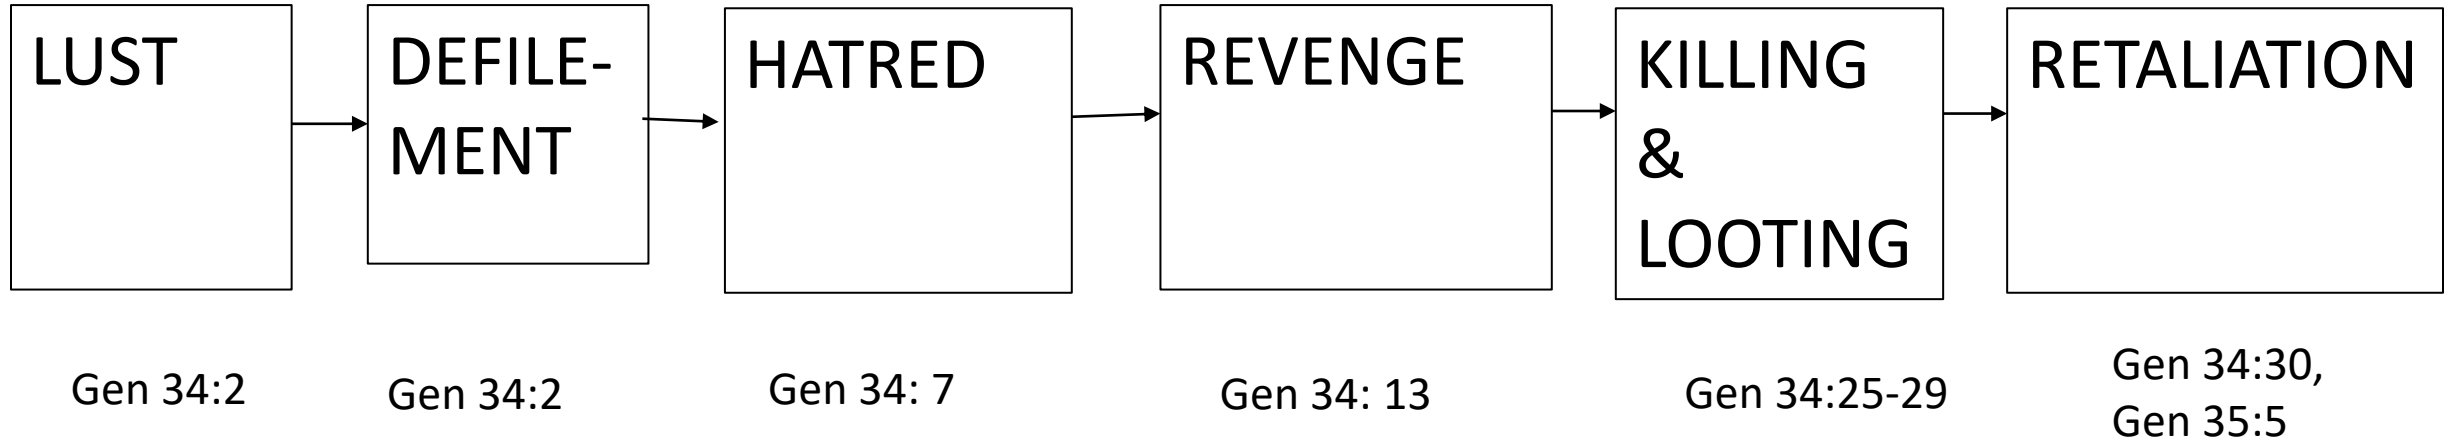 LUST
DEFILE-
MENT
HATRED
REVENGE
KILLING
&
LOOTING
RETALIATION
Gen 34:2
Gen 34:2
Gen 34: 7
Gen 34: 13
Gen 34:25-29
Gen 34:30,
Gen 35:5